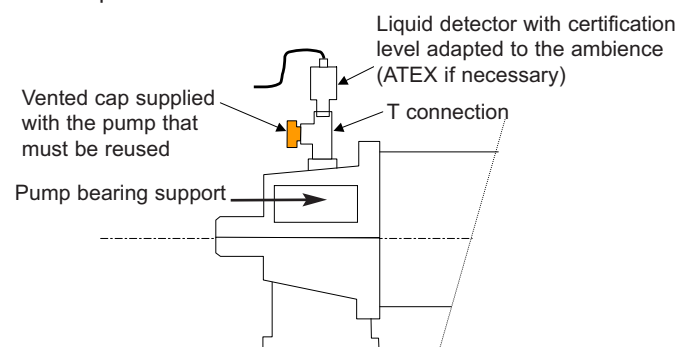 Liquid detector with certification
level adapted to the ambience
(ATEX if necessary)
Vented cap supplied
with the pump that
must be reused
T connection
Pump bearing support